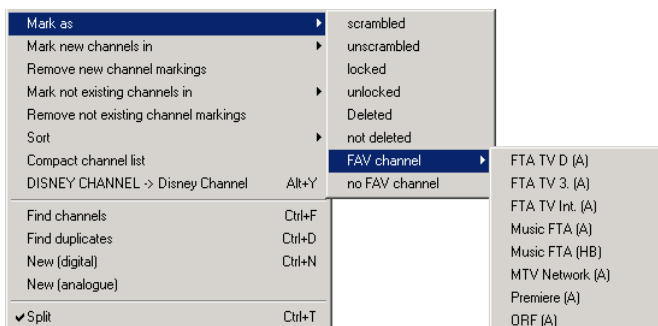 Mark as
Mark new channels in
Remove new channel markings
Mark not existing channels in
Remove not existing channel markings
Sort
Compact channel list
DISNEY CHANNEL -> Disney Channel Alt+Y
Find channels Ctrl+F
Find duplicates Ctrl+D
New (digital) Ctrl+N
New (analogue)
Split Ctrl+T
scrambled
unscrambled
locked
unlocked
Deleted
not deleted
FAV channel
no FAV channel
FTA TV D (A)
FTA TV 3. (A)
FTA TV Int. (A)
Music FTA (A)
Music FTA (HB)
MTV Network (A)
Premiere (A)
ORF (A)